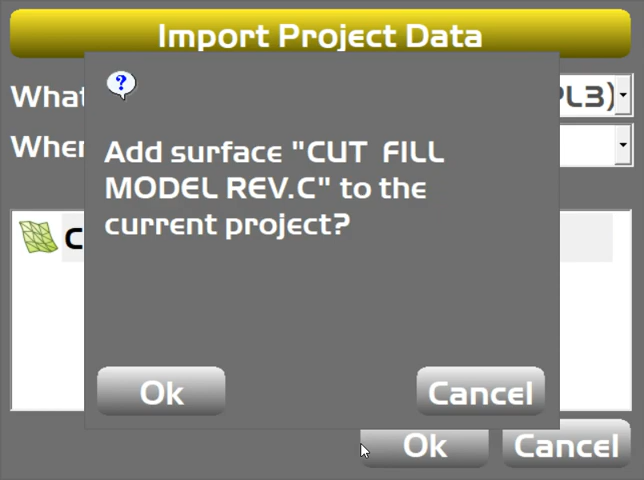 Import Project Data
What
PL3)
When
?
Add surface "CUT  FILL
MODEL REV.C" to the
current project?
C
Ok
Cancel
Ok
Cancel